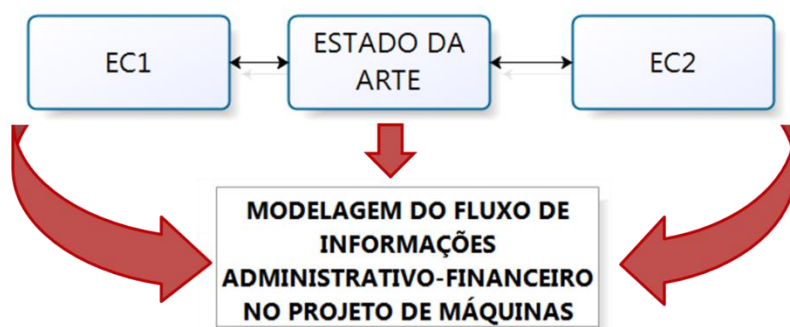 EC1
ESTADO DA
ARTE
EC2
MODELAGEM DO FLUXO DE
INFORMAÇÕES
ADMINISTRATIVO-FINANCEIRO
NO PROJETO DE MÁQUINAS